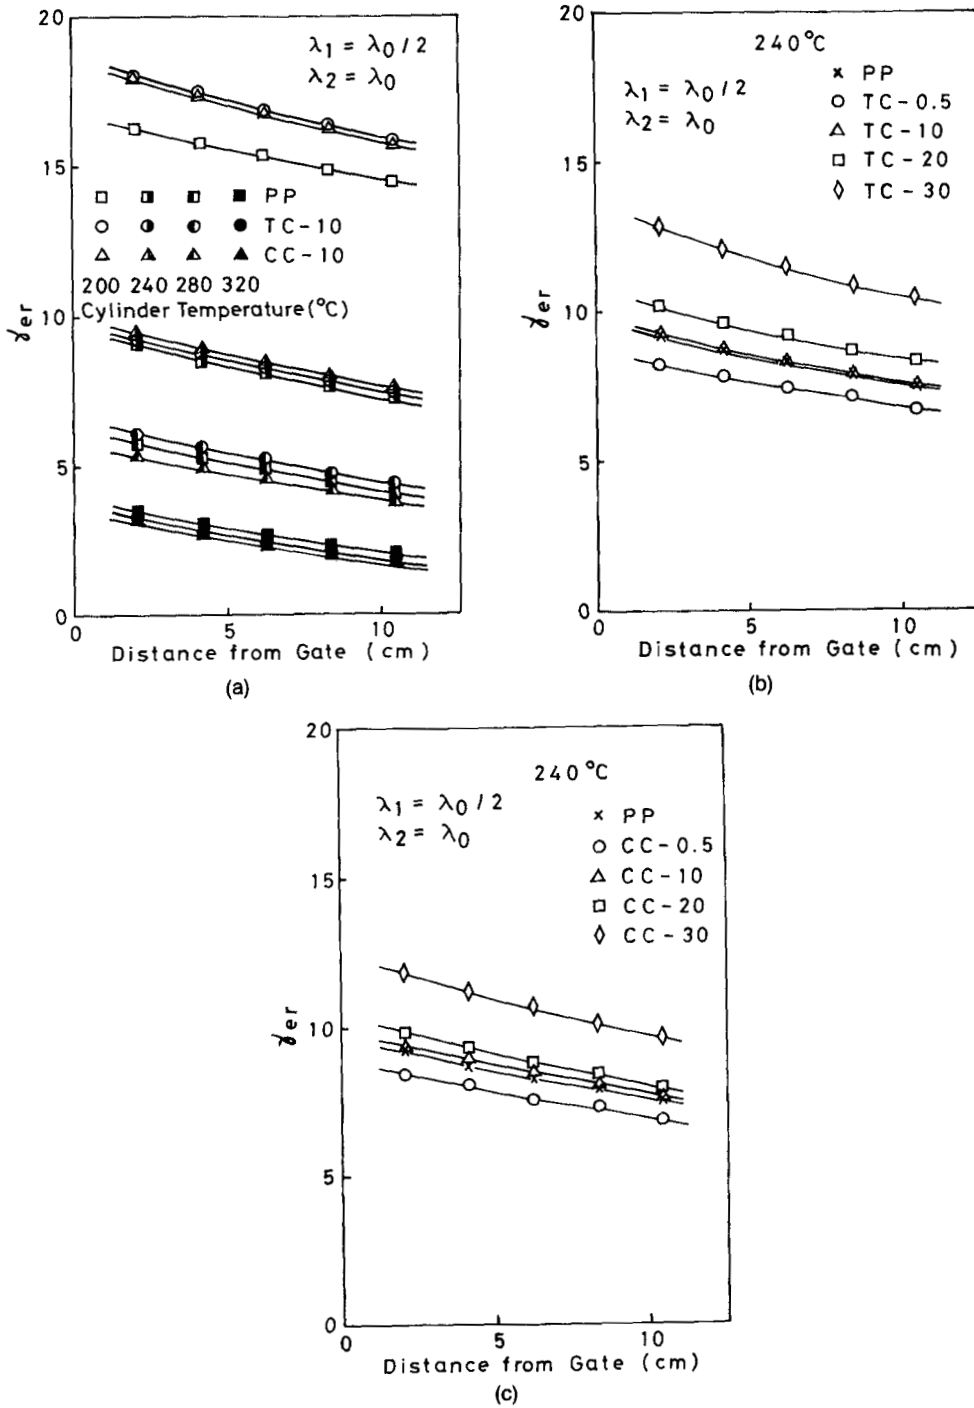 20
λ₁ = λ₀/2
λ₂ = λ₀
15
PP
TC-10
CC-10
200 240 280 320
Cylinder Temperature(°C)
10
γer
5
0
0 5 10
Distance from Gate (cm)
(a)
20
240°C
λ₁ = λ₀/2
λ₂ = λ₀
PP
TC-0.5
TC-10
TC-20
TC-30
15
10
γer
5
0
0 5 10
Distance from Gate (cm)
(b)
20
240°C
λ₁ = λ₀/2
λ₂ = λ₀
PP
CC-0.5
CC-10
CC-20
CC-30
15
10
γer
5
0
0 5 10
Distance from Gate (cm)
(c)